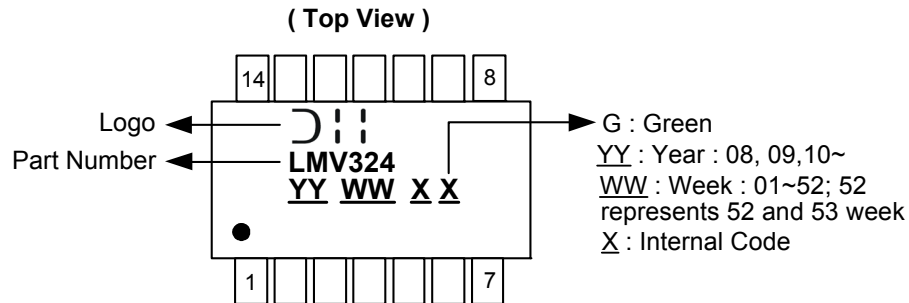 ( Top View )
14
8
Logo
Part Number
LMV324
YY WW X X
1
7
G : Green
YY : Year : 08, 09,10~
WW : Week : 01~52; 52
represents 52 and 53 week
X : Internal Code